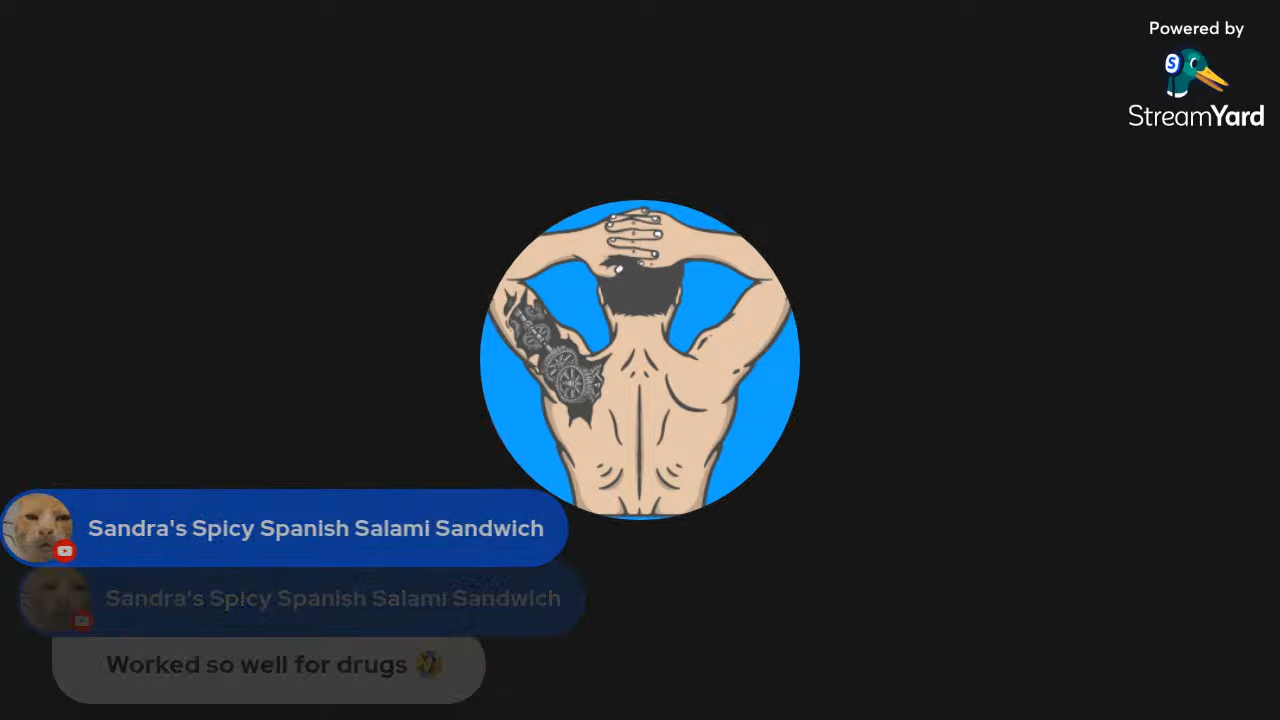 Powered by
S
StreamYard
Sandra's Spicy Spanish Salami Sandwich
Sandra's Spicy Spanish Salami Sandwich
Worked so well for drugs 🤣